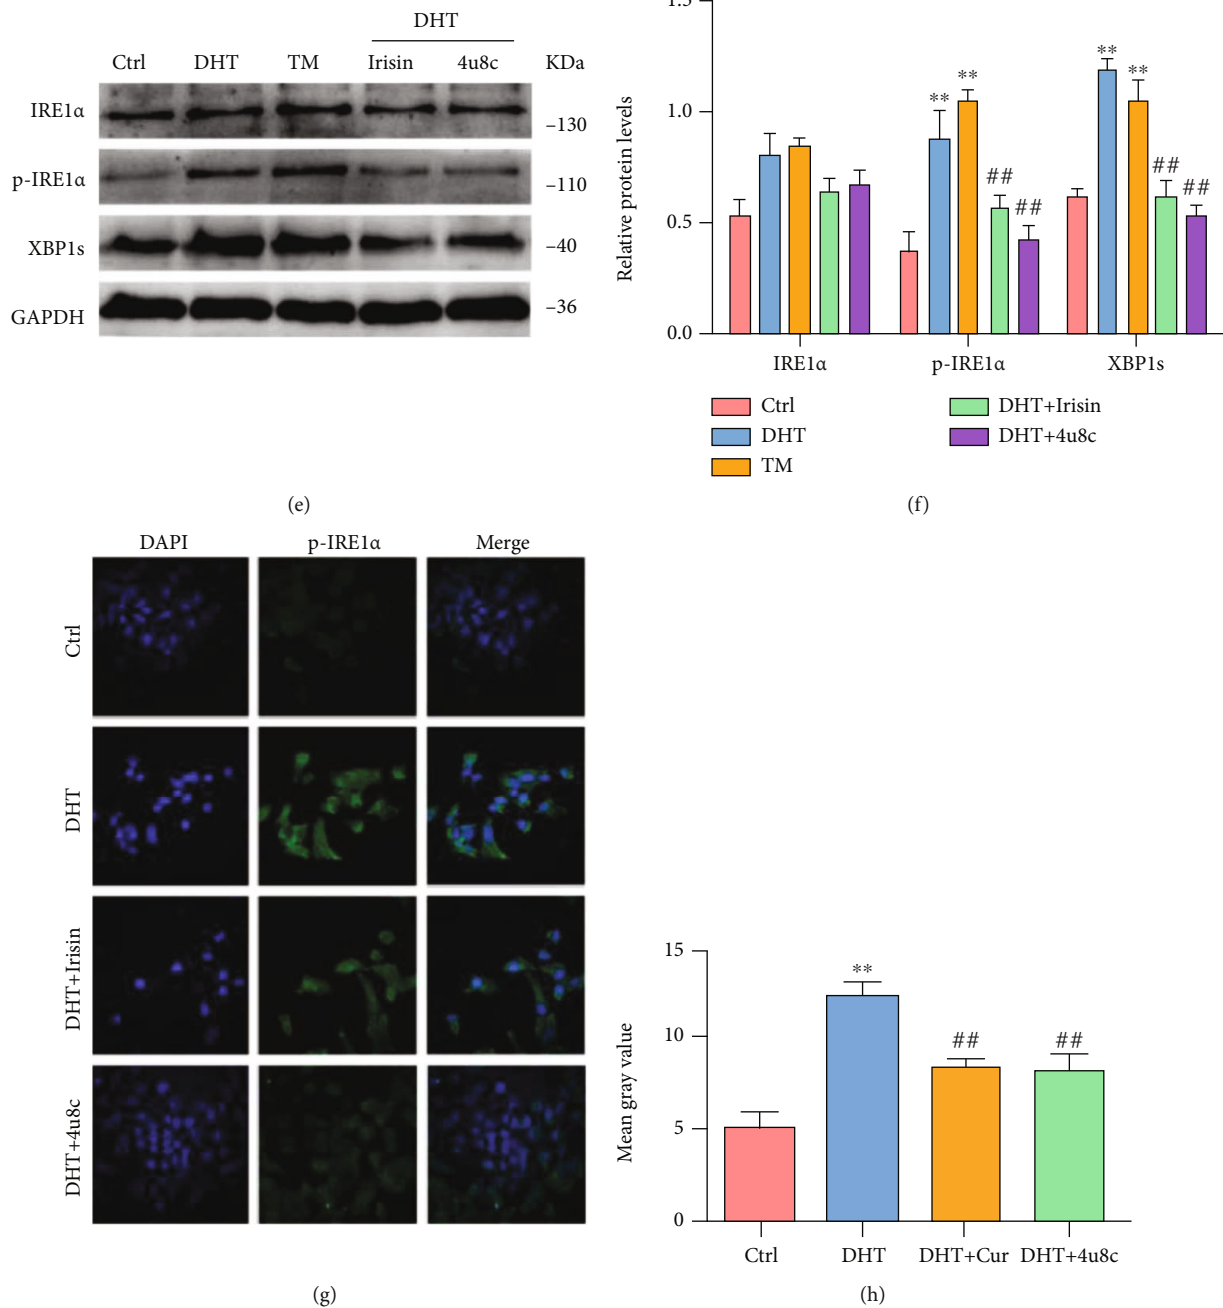 DHT
Ctrl DHT TM Irisin 4u8c KDa
IRE1α –130
p-IRE1α –110
XBP1s –40
GAPDH –36
(e)
1.5
1.0
0.5
0.0
Relative protein levels
** ** ## ## ** ** ## ##
IRE1α p-IRE1α XBP1s
Ctrl DHT+Irisin
DHT DHT+4u8c
TM
(f)
DAPI p-IRE1α Merge
Ctrl
DHT
DHT+Irisin
DHT+4u8c
(g)
15
10
5
0
Mean gray value
** ## ##
Ctrl DHT DHT+Cur DHT+4u8c
(h)